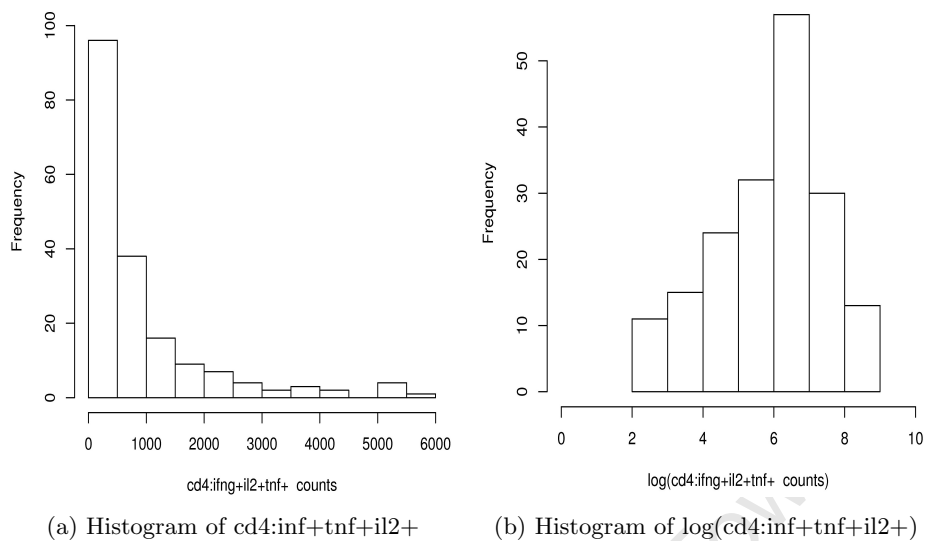 Frequency
0
20
40
60
80
100
0 1000 2000 3000 4000 5000 6000
cd4:ifng+il2+tnf+ counts
(a) Histogram of cd4:inf+tnf+il2+
Frequency
0
10
20
30
40
50
0 2 4 6 8 10
log(cd4:ifng+il2+tnf+ counts)
(b) Histogram of log(cd4:inf+tnf+il2+)